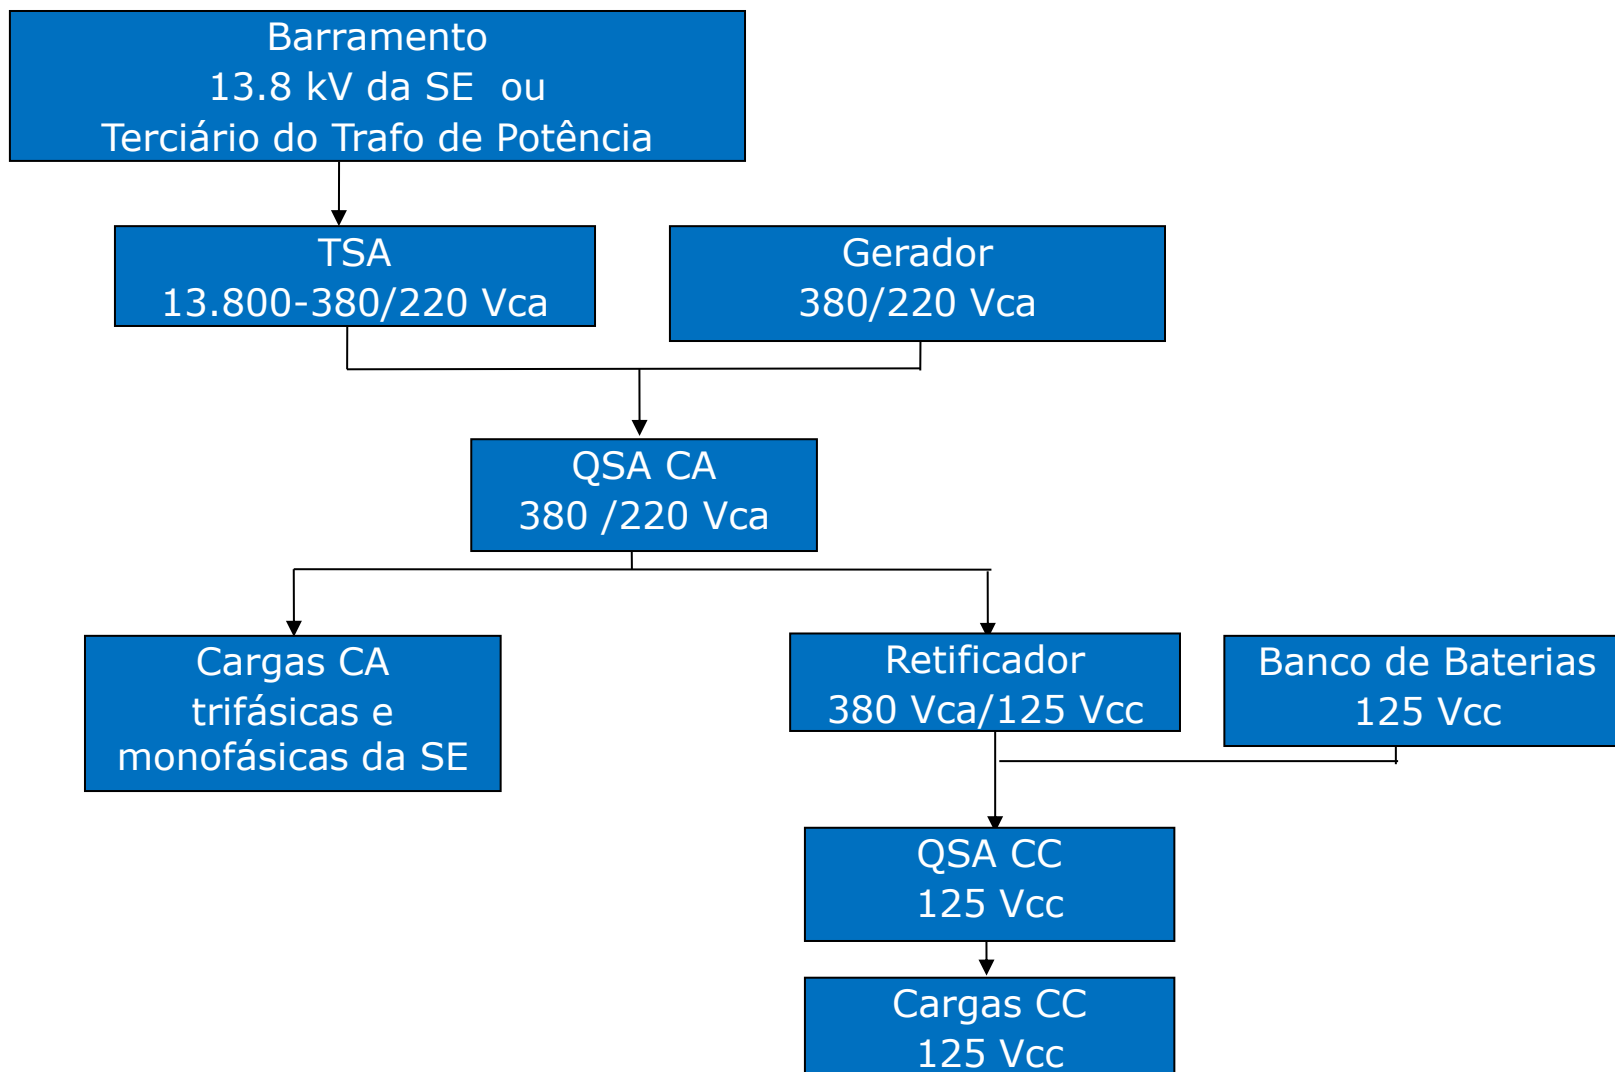 Barramento
13.8 kV da SE ou
Terciário do Trafo de Potência
TSA
13.800-380/220 Vca
Gerador
380/220 Vca
QSA CA
380 /220 Vca
Cargas CA
trifásicas e
monofásicas da SE
Retificador
380 Vca/125 Vcc
Banco de Baterias
125 Vcc
QSA CC
125 Vcc
Cargas CC
125 Vcc